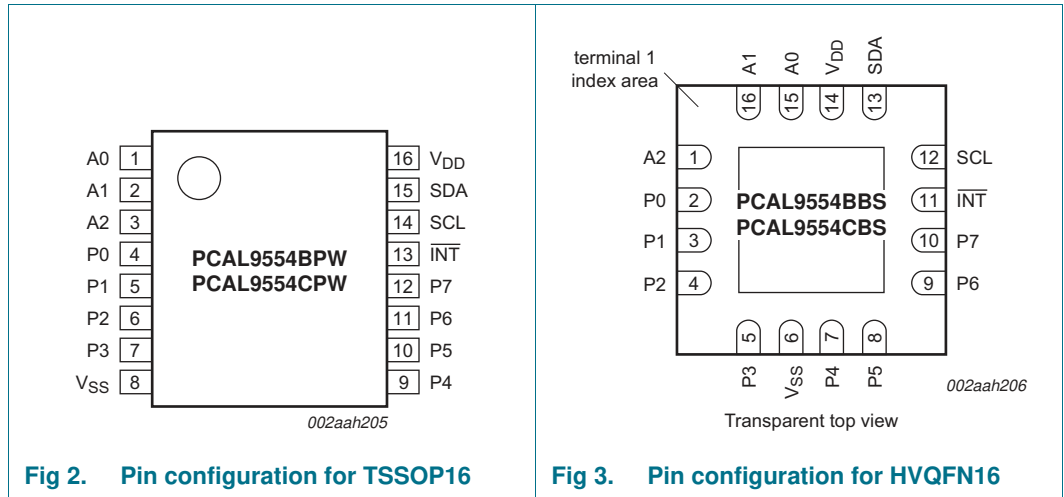 A0 1
A1 2
A2 3
P0 4
P1 5
P2 6
P3 7
VSS 8
PCAL9554BPW
PCAL9554CPW
16 VDD
15 SDA
14 SCL
13 INT
12 P7
11 P6
10 P5
9 P4
002aah205
Fig 2. Pin configuration for TSSOP16
terminal 1
index area
A1 A0 VDD SDA
16 15 14 13
A2 1
P0 2
P1 3
P2 4
PCAL9554BBS
PCAL9554CBS
12 SCL
11 INT
10 P7
9 P6
5 6 7 8
P3 VSS P4 P5
002aah206
Transparent top view
Fig 3. Pin configuration for HVQFN16